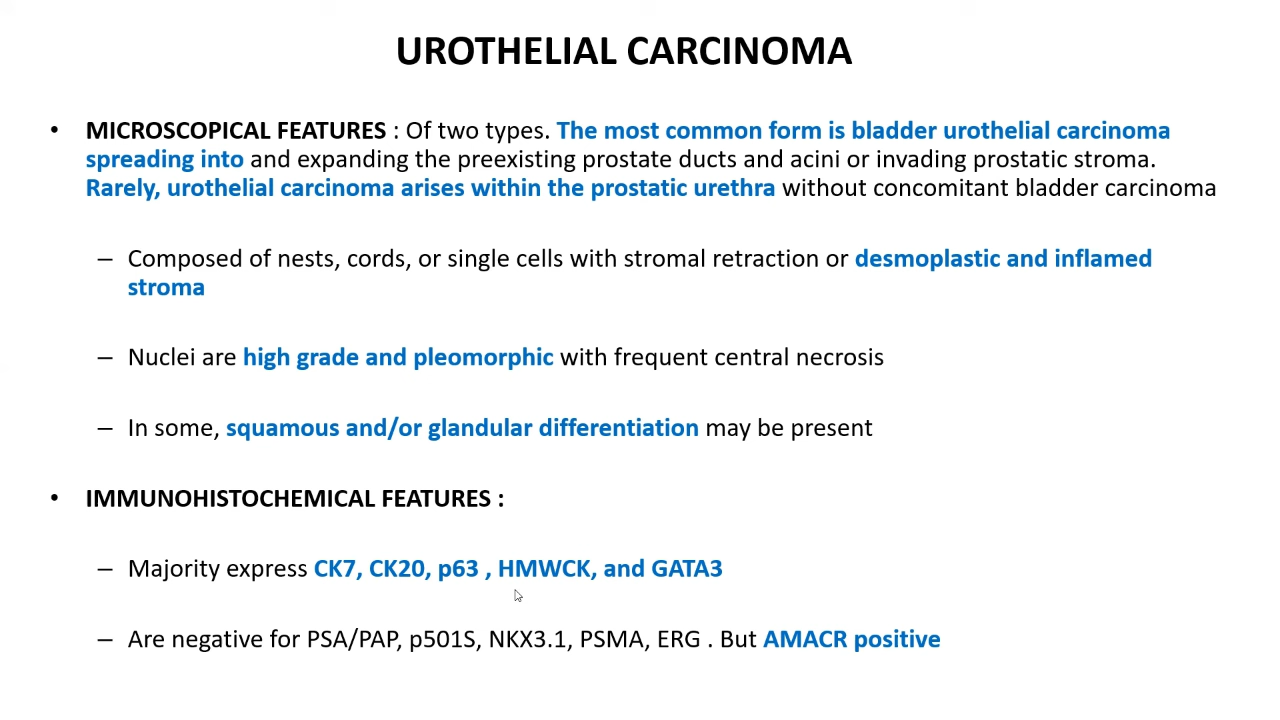 UROTHELIAL CARCINOMA
• MICROSCOPICAL FEATURES : Of two types. The most common form is bladder urothelial carcinoma
spreading into and expanding the preexisting prostate ducts and acini or invading prostatic stroma.
Rarely, urothelial carcinoma arises within the prostatic urethra without concomitant bladder carcinoma
– Composed of nests, cords, or single cells with stromal retraction or desmoplastic and inflamed
stroma
– Nuclei are high grade and pleomorphic with frequent central necrosis
– In some, squamous and/or glandular differentiation may be present
• IMMUNOHISTOCHEMICAL FEATURES :
– Majority express CK7, CK20, p63 , HMWCK, and GATA3
– Are negative for PSA/PAP, p501S, NKX3.1, PSMA, ERG . But AMACR positive